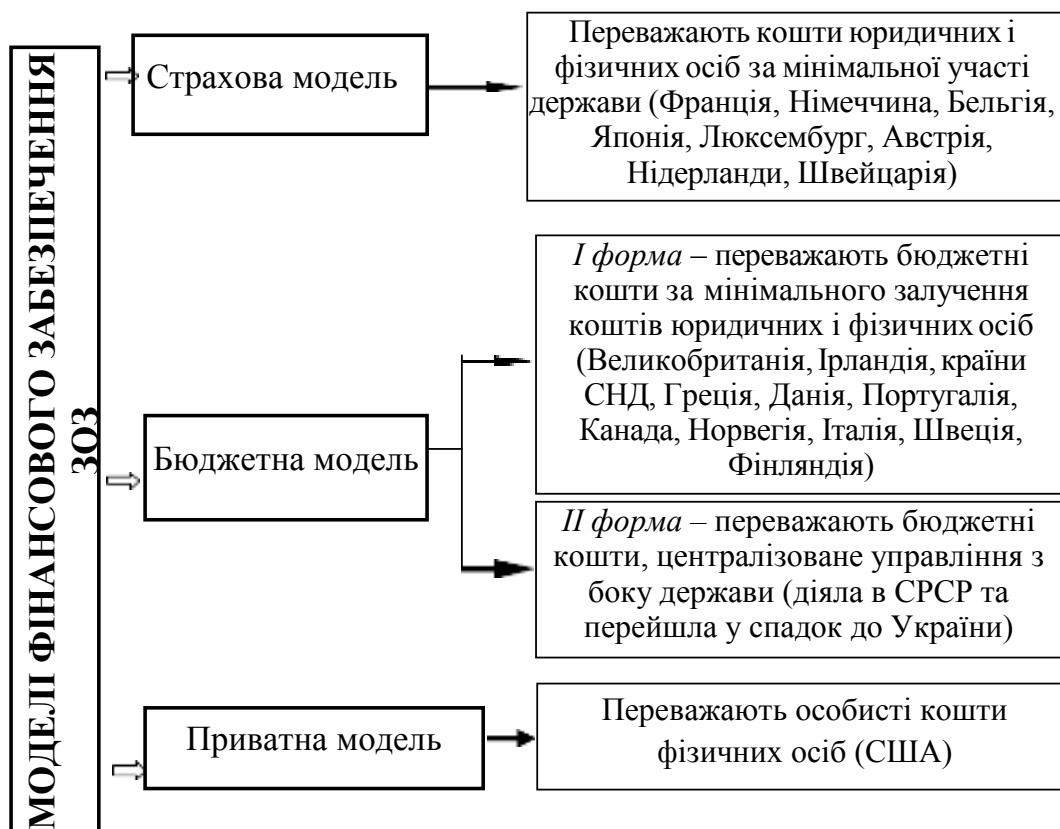 МОДЕЛІ ФІНАНСОВОГО ЗАБЕЗПЕЧЕННЯ
ЗОЗ
Страхова модель
Переважають кошти юридичних і
фізичних осіб за мінімальної участі
держави (Франція, Німеччина, Бельгія,
Японія, Люксембург, Австрія,
Нідерланди, Швейцарія)
Бюджетна модель
І форма – переважають бюджетні
кошти за мінімального залучення
коштів юридичних і фізичних осіб
(Великобританія, Ірландія, країни
СНД, Греція, Данія, Португалія,
Канада, Норвегія, Італія, Швеція,
Фінляндія)
ІІ форма – переважають бюджетні
кошти, централізоване управління з
боку держави (діяла в СРСР та
перейшла у спадок до України)
Приватна модель
Переважають особисті кошти
фізичних осіб (США)